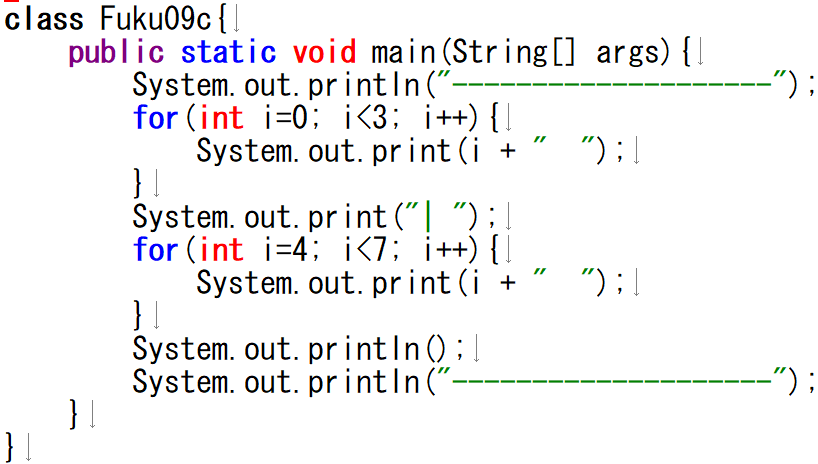 class Fuku09c{
    public static void main(String[] args){
        System.out.println("--------------------");
        for(int i=0; i<3; i++){
            System.out.print(i + "  ");
        }
        System.out.print("| ");
        for(int i=4; i<7; i++){
            System.out.print(i + "  ");
        }
        System.out.println();
        System.out.println("--------------------");
    }
}